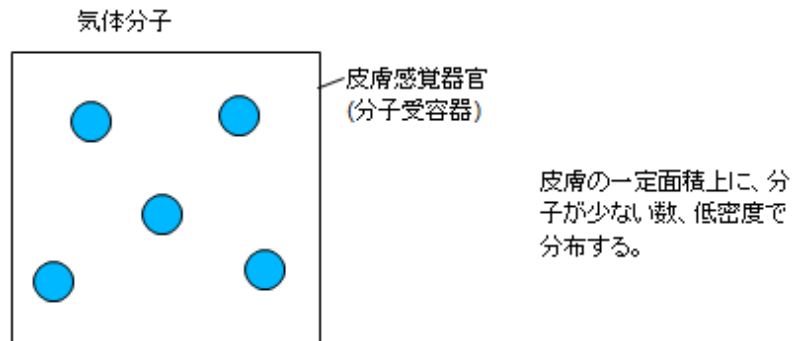 気体分子
皮膚感覚器官
(分子受容器)
皮膚の一定面積上に、分
子が少ない数、低密度で
分布する。